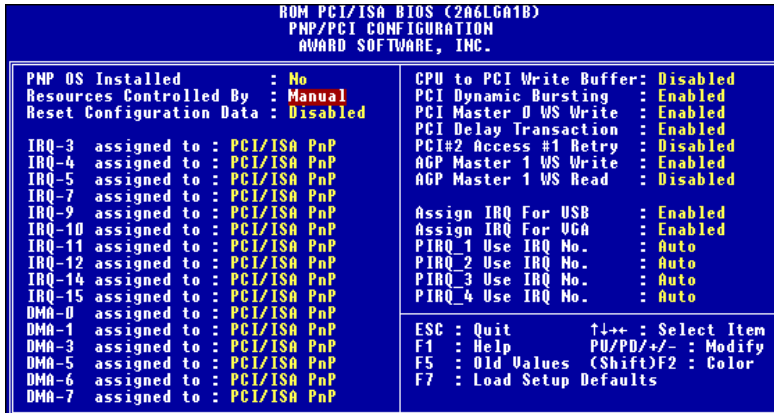 ROM PCI/ISA BIOS (2A6LGA1B)
PNP/PCI CONFIGURATION
AWARD SOFTWARE, INC.
PNP OS Installed : No
Resources Controlled By : Manual
Reset Configuration Data : Disabled
IRQ-3 assigned to : PCI/ISA PnP
IRQ-4 assigned to : PCI/ISA PnP
IRQ-5 assigned to : PCI/ISA PnP
IRQ-7 assigned to : PCI/ISA PnP
IRQ-9 assigned to : PCI/ISA PnP
IRQ-10 assigned to : PCI/ISA PnP
IRQ-11 assigned to : PCI/ISA PnP
IRQ-12 assigned to : PCI/ISA PnP
IRQ-14 assigned to : PCI/ISA PnP
IRQ-15 assigned to : PCI/ISA PnP
DMA-0 assigned to : PCI/ISA PnP
DMA-1 assigned to : PCI/ISA PnP
DMA-3 assigned to : PCI/ISA PnP
DMA-5 assigned to : PCI/ISA PnP
DMA-6 assigned to : PCI/ISA PnP
DMA-7 assigned to : PCI/ISA PnP
CPU to PCI Write Buffer: Disabled
PCI Dynamic Bursting : Enabled
PCI Master 0 WS Write : Enabled
PCI Delay Transaction : Enabled
PCI#2 Access #1 Retry : Disabled
AGP Master 1 WS Write : Enabled
AGP Master 1 WS Read : Disabled
Assign IRQ For USB : Enabled
Assign IRQ For VGA : Enabled
PIRQ_1 Use IRQ No. : Auto
PIRQ_2 Use IRQ No. : Auto
PIRQ_3 Use IRQ No. : Auto
PIRQ_4 Use IRQ No. : Auto
ESC : Quit ↑↓→← : Select Item
F1 : Help PU/PD/+/- : Modify
F5 : Old Values (Shift)F2 : Color
F7 : Load Setup Defaults